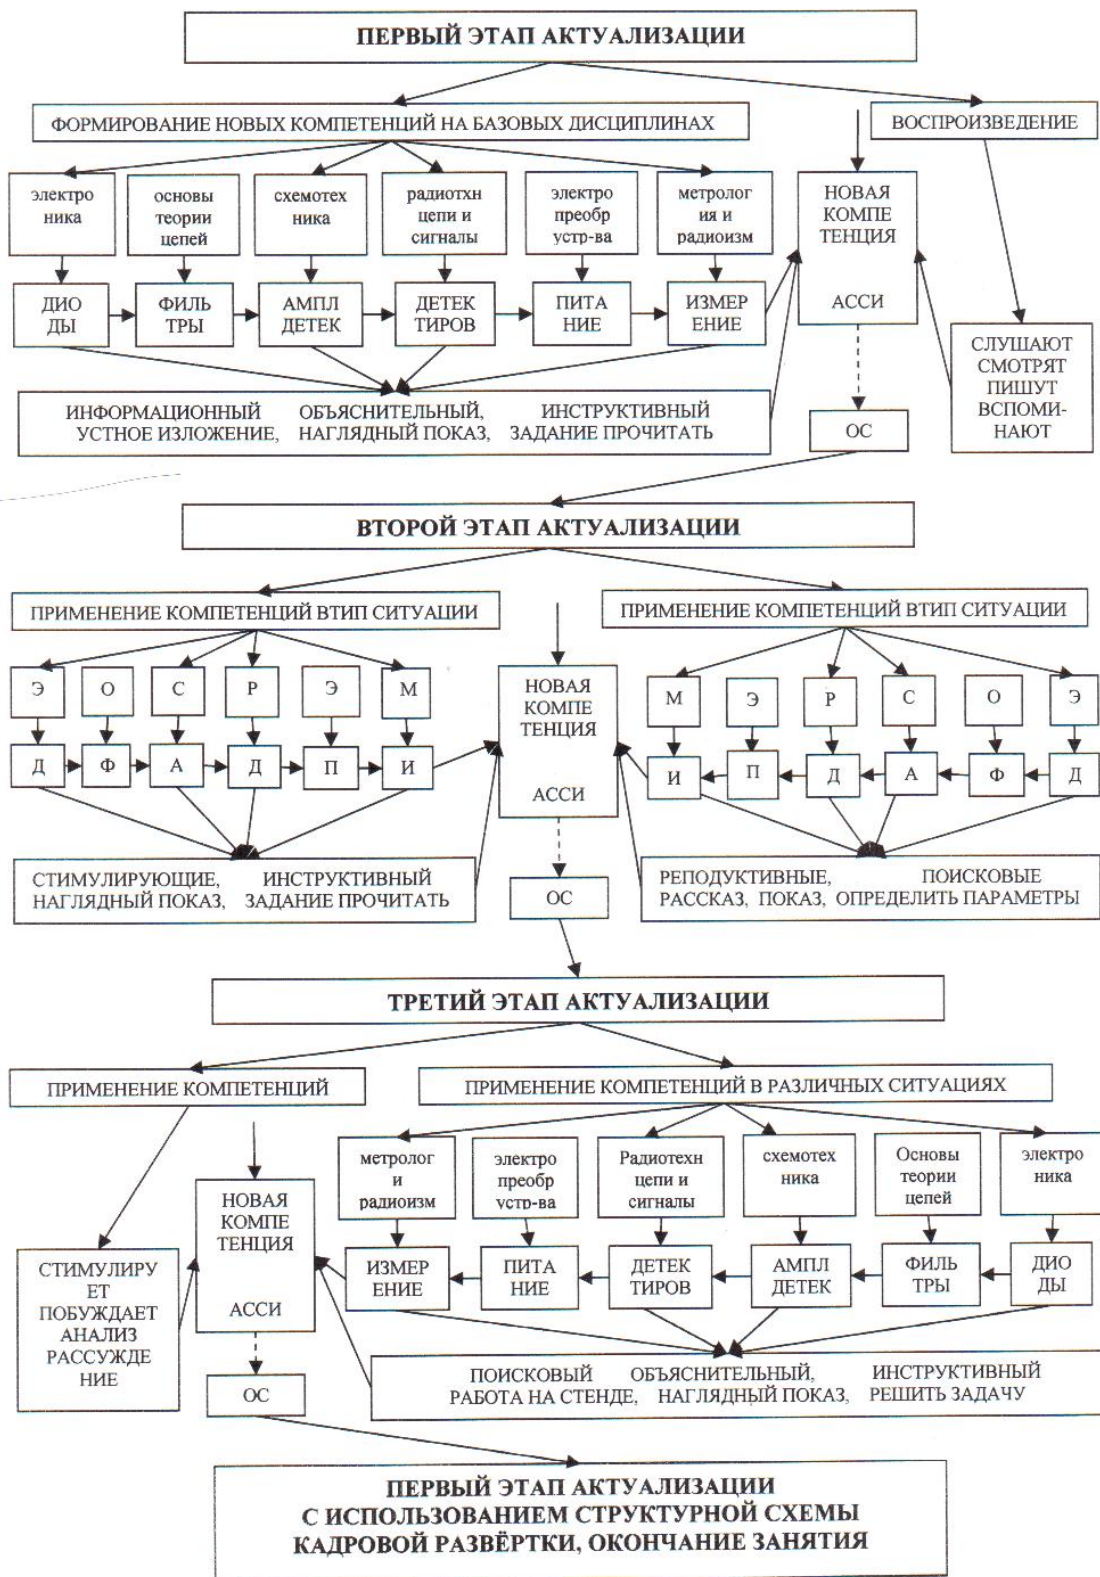 ПЕРВЫЙ ЭТАП АКТУАЛИЗАЦИИ
ФОРМИРОВАНИЕ НОВЫХ КОМПЕТЕНЦИЙ НА БАЗОВЫХ ДИСЦИПЛИНАХ
ВОСПРОИЗВЕДЕНИЕ
электро
ника
основы
теории
цепей
схемотех
ника
радиотхн
цепи и
сигналы
электро
преобр
устр-ва
метролог
ия и
радиоизм
НОВАЯ
КОМПЕ
ТЕНЦИЯ
АССИ
ДИО
ДЫ
ФИЛЬ
ТРЫ
АМПЛ
ДЕТЕК
ДЕТЕК
ТИРОВ
ПИТА
НИЕ
ИЗМЕР
ЕНИЕ
СЛУШАЮТ
СМОТРЯТ
ПИШУТ
ВСПОМИ-
НАЮТ
ИНФОРМАЦИОННЫЙ ОБЪЯСНИТЕЛЬНЫЙ, ИНСТРУКТИВНЫЙ
УСТНОЕ ИЗЛОЖЕНИЕ, НАГЛЯДНЫЙ ПОКАЗ, ЗАДАНИЕ ПРОЧИТАТЬ
ОС
ВТОРОЙ ЭТАП АКТУАЛИЗАЦИИ
ПРИМЕНЕНИЕ КОМПЕТЕНЦИЙ ВТИП СИТУАЦИИ
ПРИМЕНЕНИЕ КОМПЕТЕНЦИЙ ВТИП СИТУАЦИИ
Э
О
С
Р
Э
М
НОВАЯ
КОМПЕ
ТЕНЦИЯ
АССИ
М
Э
Р
С
О
Э
Д
Ф
А
Д
П
И
И
П
Д
А
Ф
Д
СТИМУЛИРУЮЩИЕ, ИНСТРУКТИВНЫЙ
НАГЛЯДНЫЙ ПОКАЗ, ЗАДАНИЕ ПРОЧИТАТЬ
ОС
РЕПОДУКТИВНЫЕ, ПОИСКОВЫЕ
РАССКАЗ, ПОКАЗ, ОПРЕДЕЛИТЬ ПАРАМЕТРЫ
ТРЕТИЙ ЭТАП АКТУАЛИЗАЦИИ
ПРИМЕНЕНИЕ КОМПЕТЕНЦИЙ
ПРИМЕНЕНИЕ КОМПЕТЕНЦИЙ В РАЗЛИЧНЫХ СИТУАЦИЯХ
НОВАЯ
КОМПЕ
ТЕНЦИЯ
АССИ
метролог
и
радиоизм
электро
преобр
устр-ва
Радиотехн
цепи и
сигналы
схемотех
ника
Основы
теории
цепей
электро
ника
СТИМУЛИРУ
ЕТ
ПОБУЖДАЕТ
АНАЛИЗ
РАССУЖДЕ
НИЕ
ИЗМЕР
ЕНИЕ
ПИТА
НИЕ
ДЕТЕК
ТИРОВ
АМПЛ
ДЕТЕК
ФИЛЬ
ТРЫ
ДИО
ДЫ
ОС
ПОИСКОВЫЙ ОБЪЯСНИТЕЛЬНЫЙ, ИНСТРУКТИВНЫЙ
РАБОТА НА СТЕНДЕ, НАГЛЯДНЫЙ ПОКАЗ, РЕШИТЬ ЗАДАЧУ
ПЕРВЫЙ ЭТАП АКТУАЛИЗАЦИИ
С ИСПОЛЬЗОВАНИЕМ СТРУКТУРНОЙ СХЕМЫ
КАДРОВОЙ РАЗВЁРТКИ, ОКОНЧАНИЕ ЗАНЯТИЯ